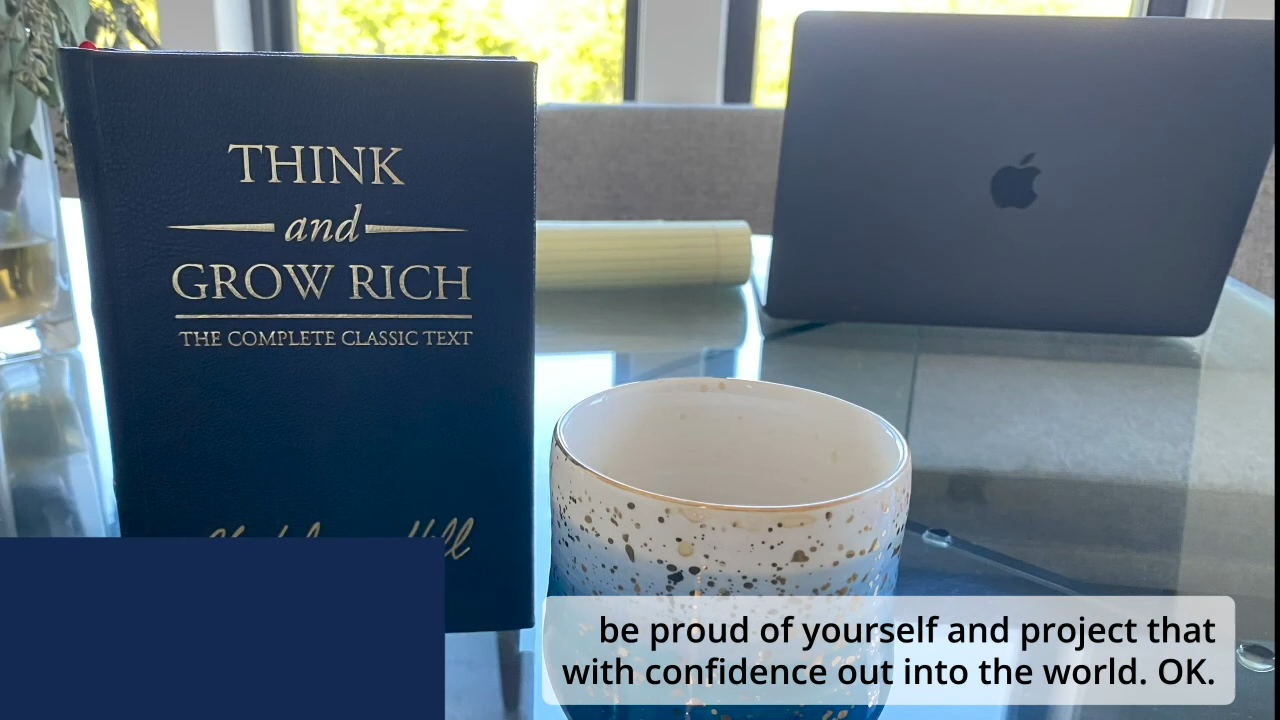 THINK
and
GROW RICH
THE COMPLETE CLASSIC TEXT
Hill
be proud of yourself and project that
with confidence out into the world. OK.